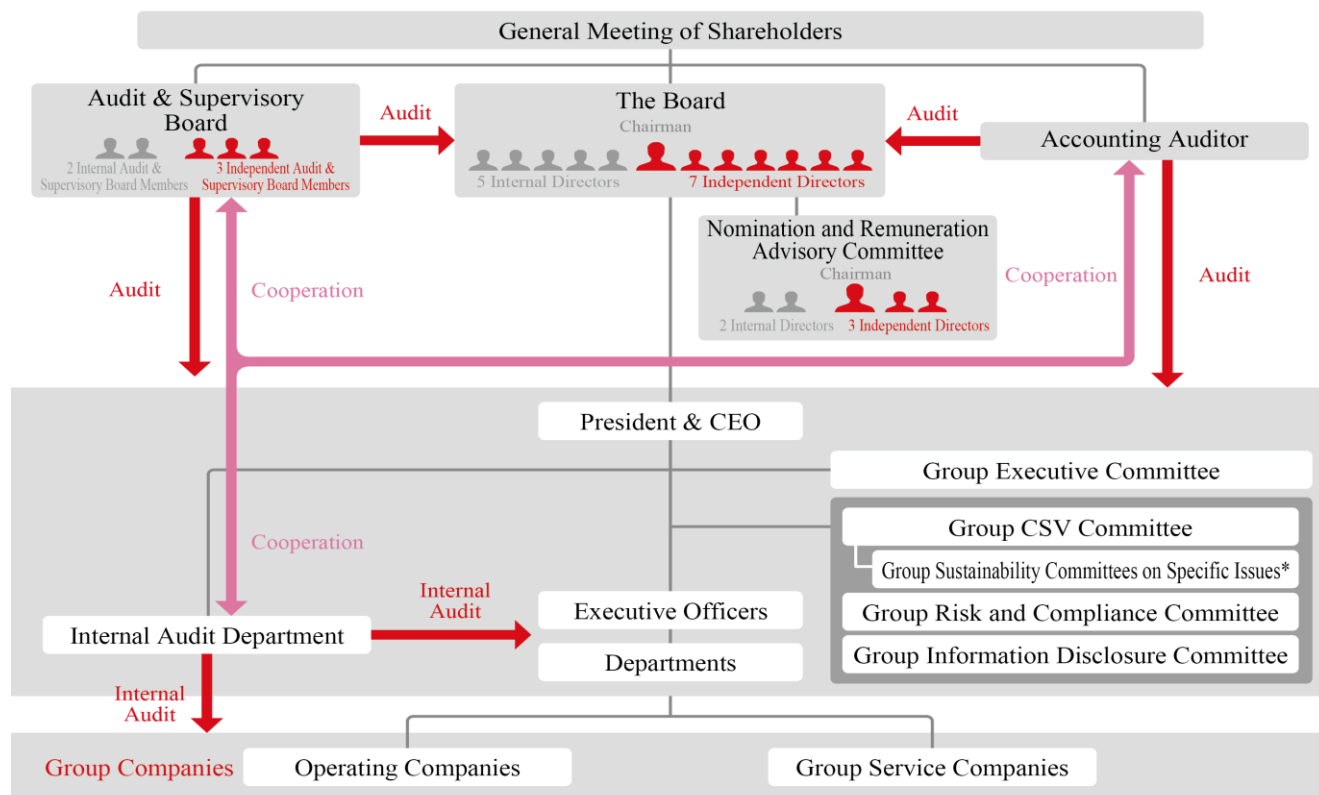 General Meeting of Shareholders
Audit & Supervisory
Board
2 Internal Audit &
Supervisory Board Members
3 Independent Audit &
Supervisory Board Members
Audit
The Board
Chairman
5 Internal Directors
7 Independent Directors
Audit
Accounting Auditor
Nomination and Remuneration
Advisory Committee
Chairman
2 Internal Directors
3 Independent Directors
Audit
Cooperation
Cooperation
Audit
President & CEO
Group Executive Committee
Group CSV Committee
Group Sustainability Committees on Specific Issues*
Group Risk and Compliance Committee
Group Information Disclosure Committee
Cooperation
Internal Audit Department
Internal
Audit
Executive Officers
Departments
Internal
Audit
Group Companies
Operating Companies
Group Service Companies